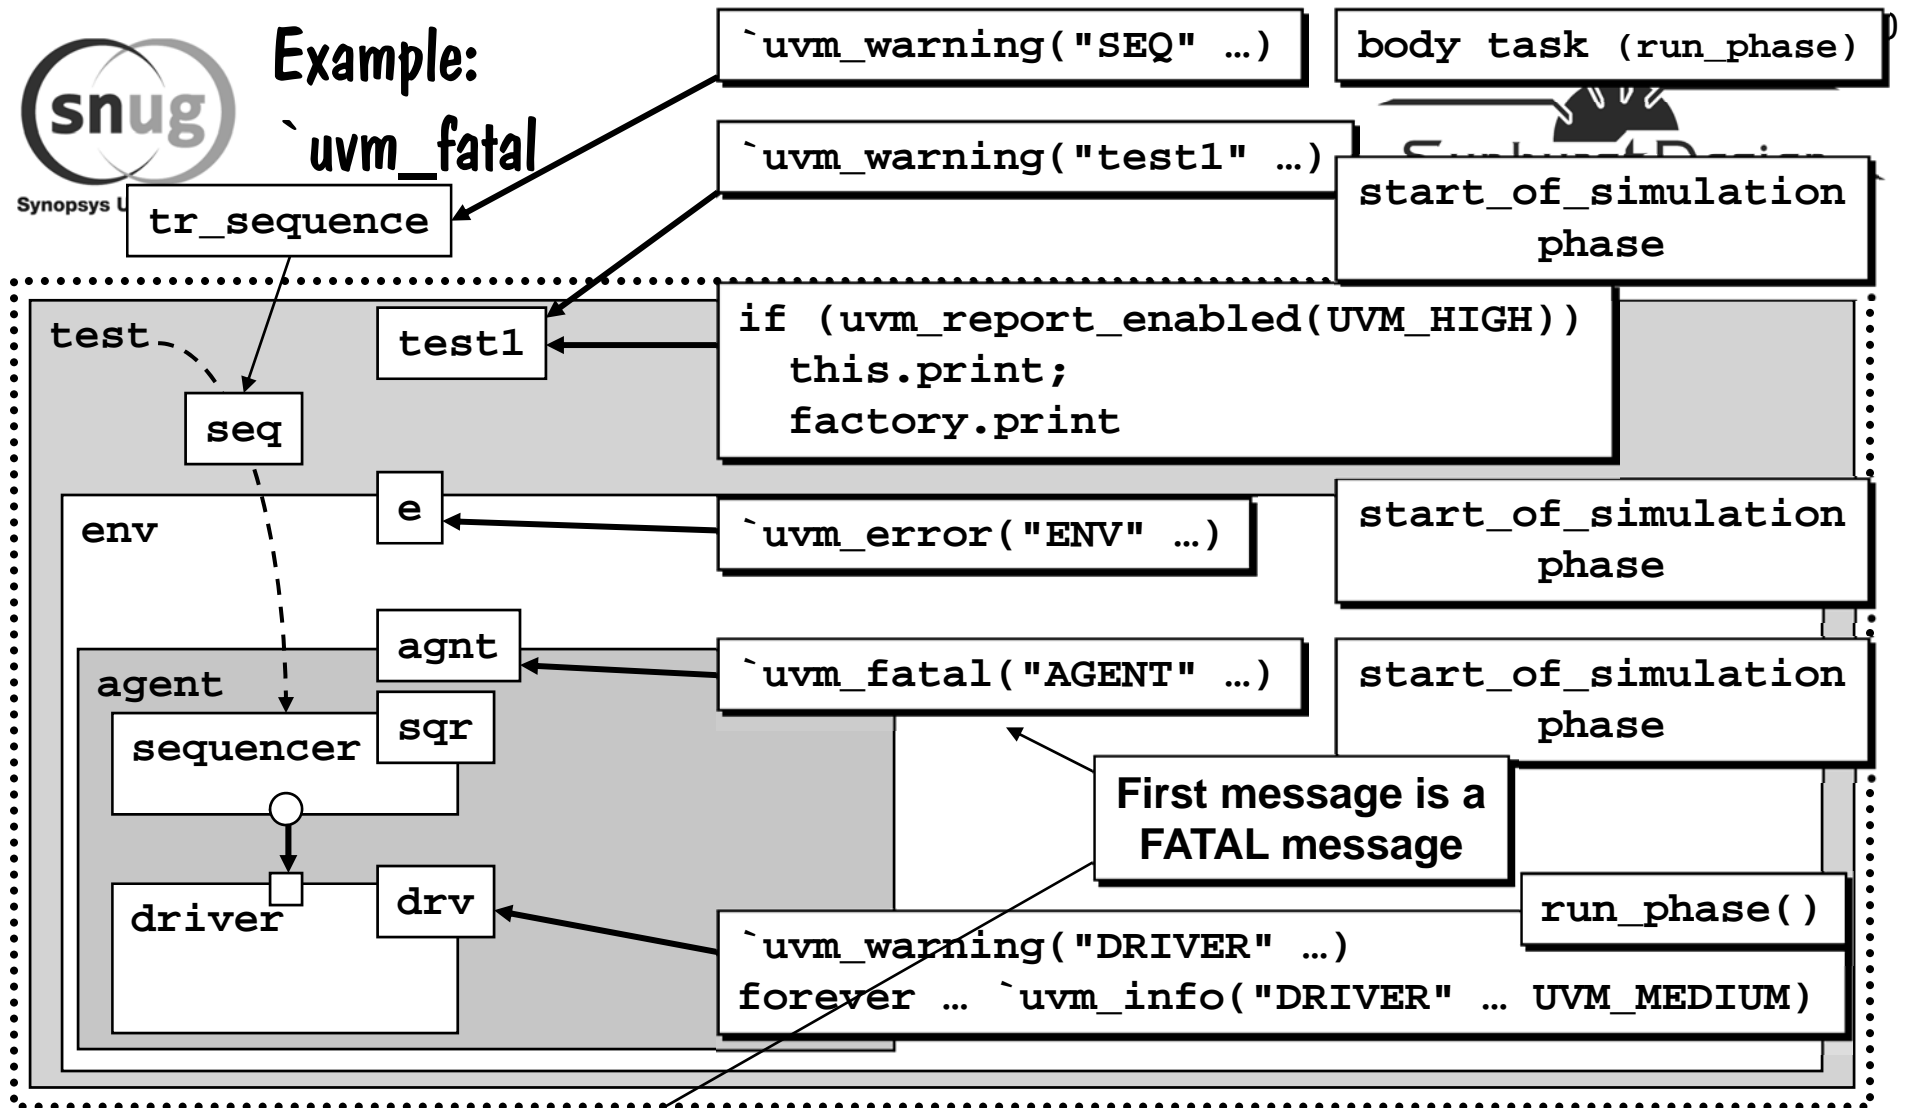 Example:
`uvm_fatal
snug
Synopsys U
`uvm_warning("SEQ" …)
body task (run_phase)
`uvm_warning("test1" …)
start_of_simulation
phase
tr_sequence
test
test1
if (uvm_report_enabled(UVM_HIGH))
this.print;
factory.print
seq
e
env
`uvm_error("ENV" …)
start_of_simulation
phase
agnt
agent
`uvm_fatal("AGENT" …)
start_of_simulation
phase
sqr
sequencer
First message is a
FATAL message
drv
driver
run_phase()
`uvm_warning("DRIVER" …)
forever … `uvm_info("DRIVER" … UVM_MEDIUM)